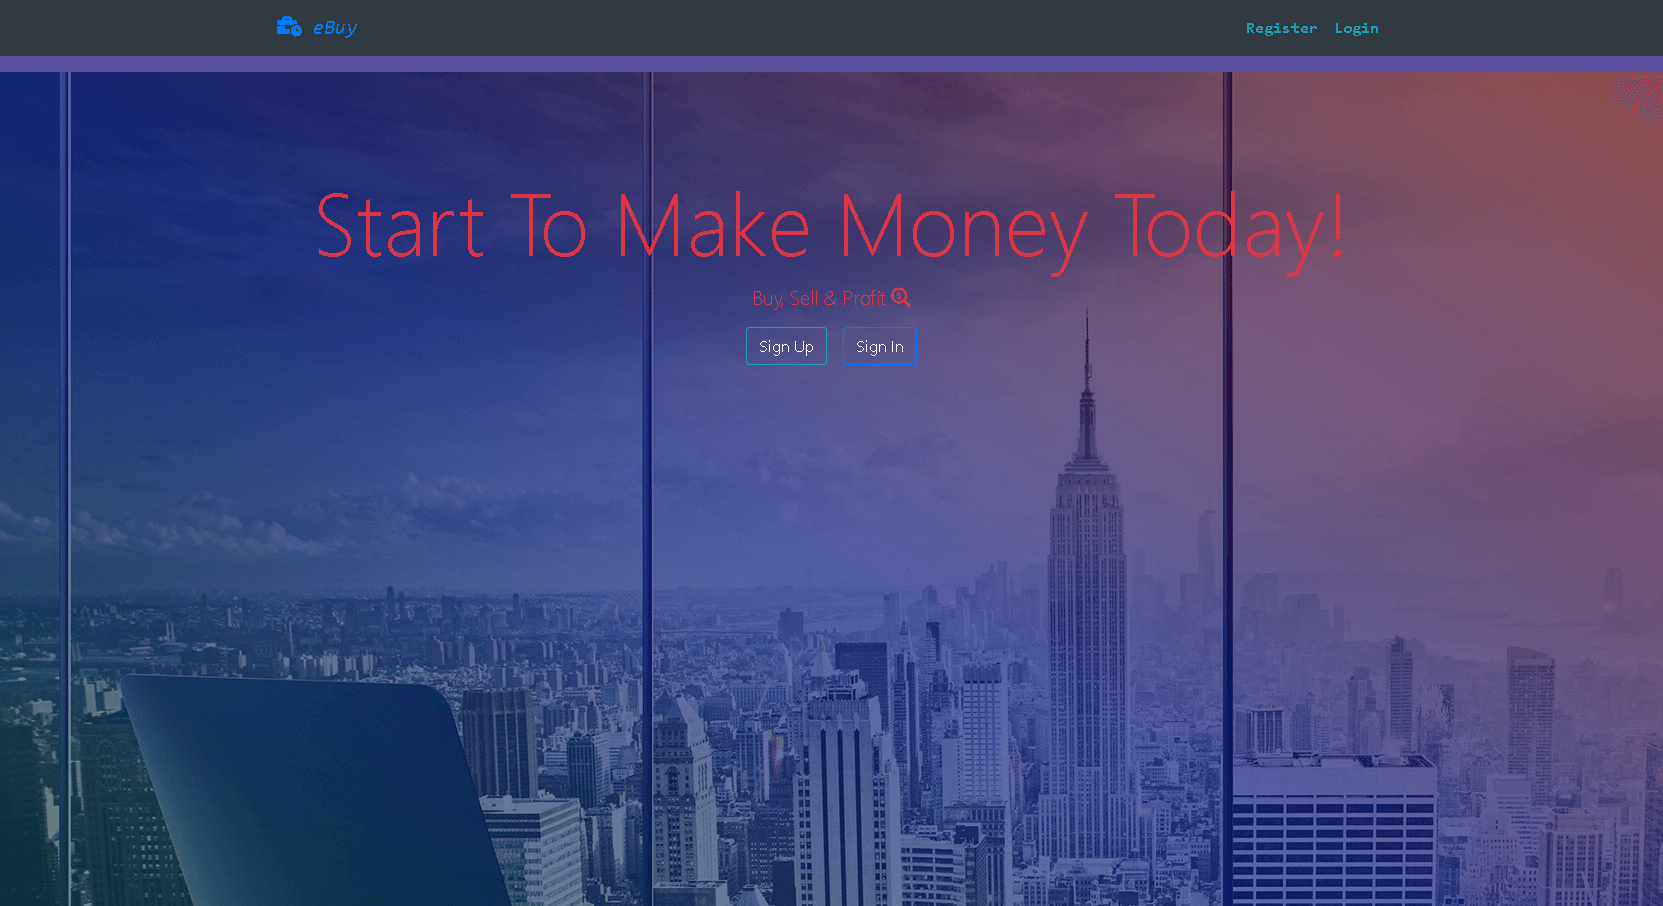 eBuy
Register Login
Start To Make Money Today!
Buy, Sell & Profit
Sign Up Sign In